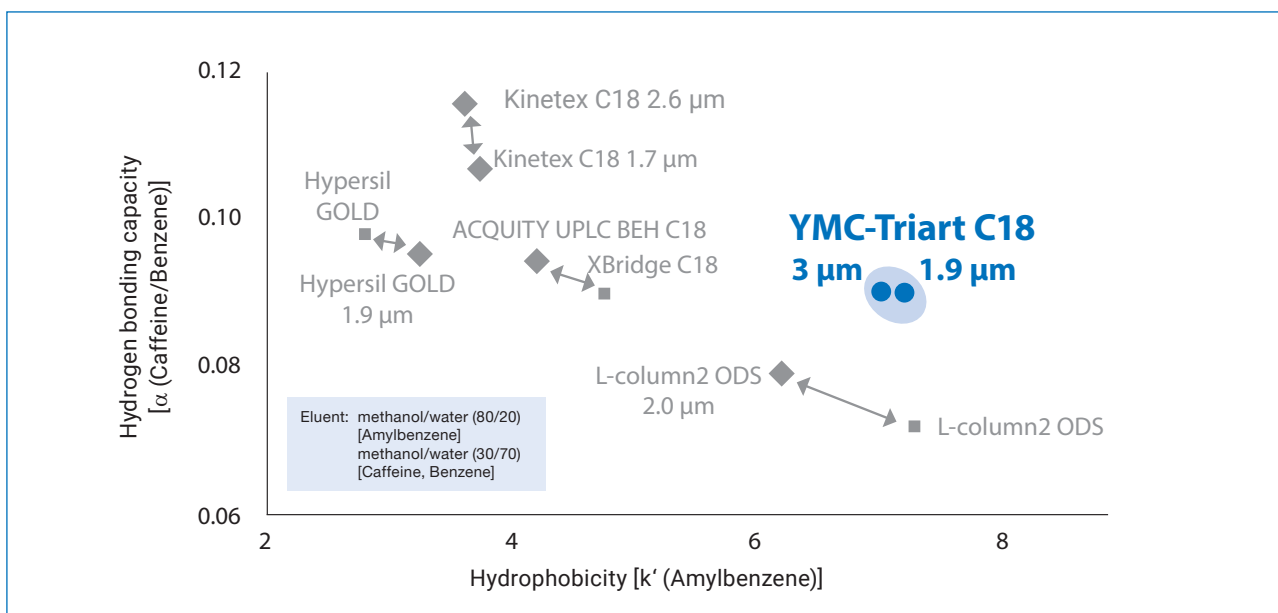 0.12
0.10
0.08
0.06
Hydrogen bonding capacity
[α (Caffeine/Benzene)]
Kinetex C18 2.6 µm
Kinetex C18 1.7 µm
Hypersil
GOLD
Hypersil GOLD
1.9 µm
ACQUITY UPLC BEH C18
XBridge C18
YMC-Triart C18
3 µm 1.9 µm
L-column2 ODS
2.0 µm
L-column2 ODS
Eluent: methanol/water (80/20)
[Amylbenzene]
methanol/water (30/70)
[Caffeine, Benzene]
2 4 6 8
Hydrophobicity [k‘ (Amylbenzene)]